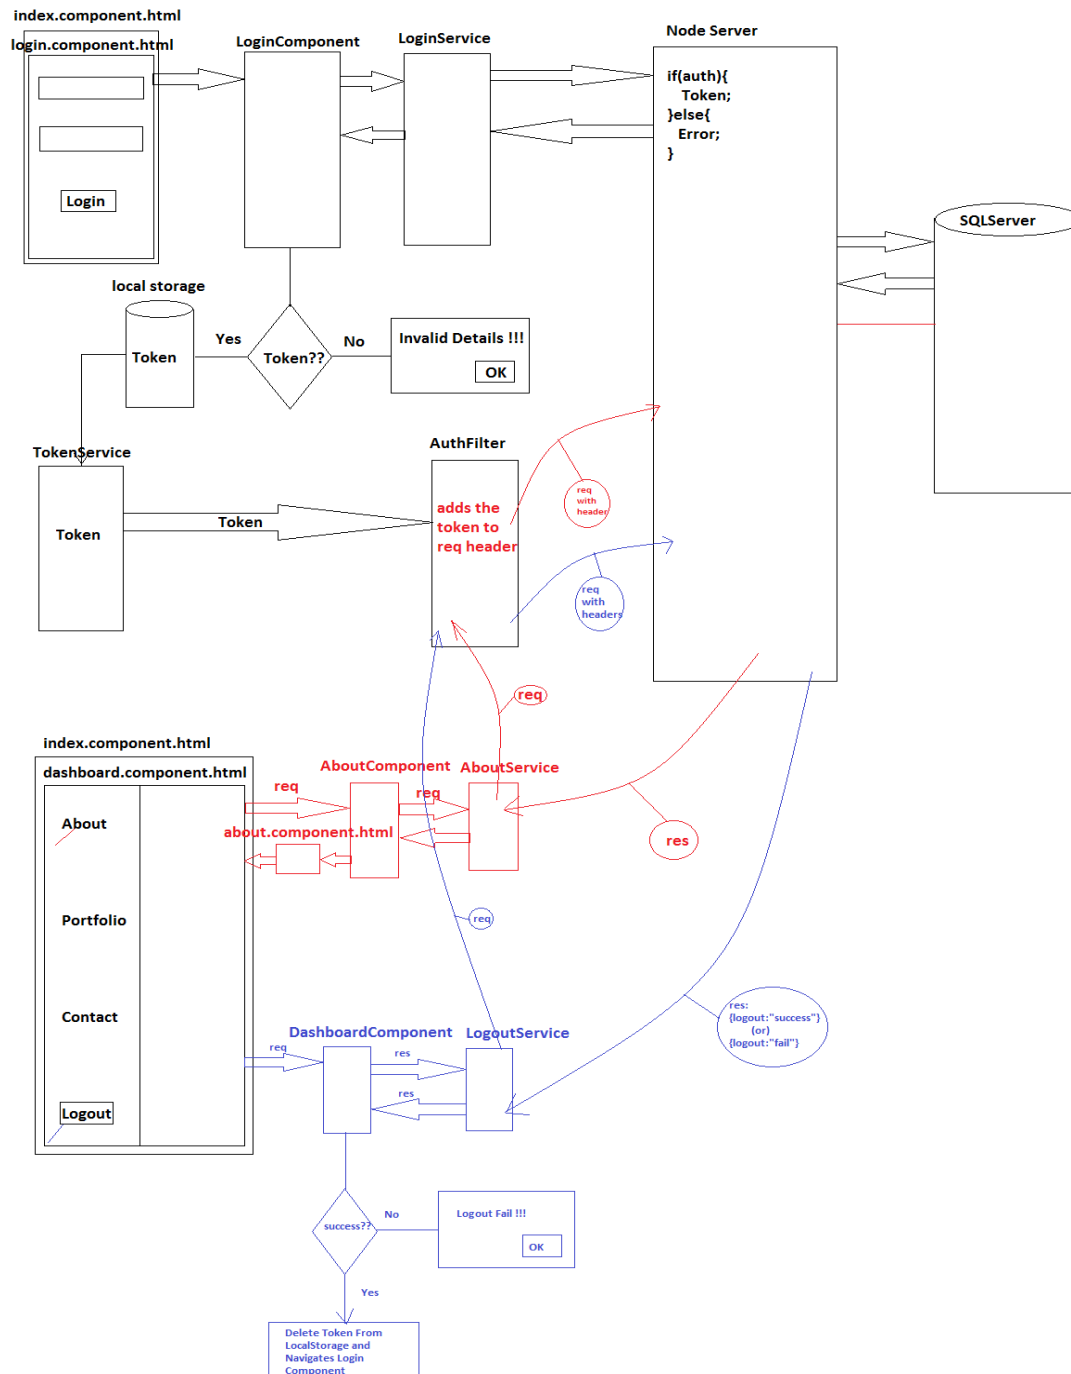 index.component.html
login.component.html
Login
LoginComponent
LoginService
Node Server
if(auth){
Token;
}else{
Error;
}
SQLServer
local storage
Token
Yes
Token??
No
Invalid Details !!!
OK
TokenService
Token
Token
AuthFilter
adds the
token to
req header
req
with
header
req
with
headers
req
index.component.html
dashboard.component.html
About
Portfolio
Contact
Logout
req
AboutComponent
req
AboutService
about.component.html
res
req
res:
{logout:"success"}
(or)
{logout:"fail"}
req
DashboardComponent
res
res
LogoutService
success??
No
Logout Fail !!!
OK
Yes
Delete Token From
LocalStorage and
Navigates Login
Component